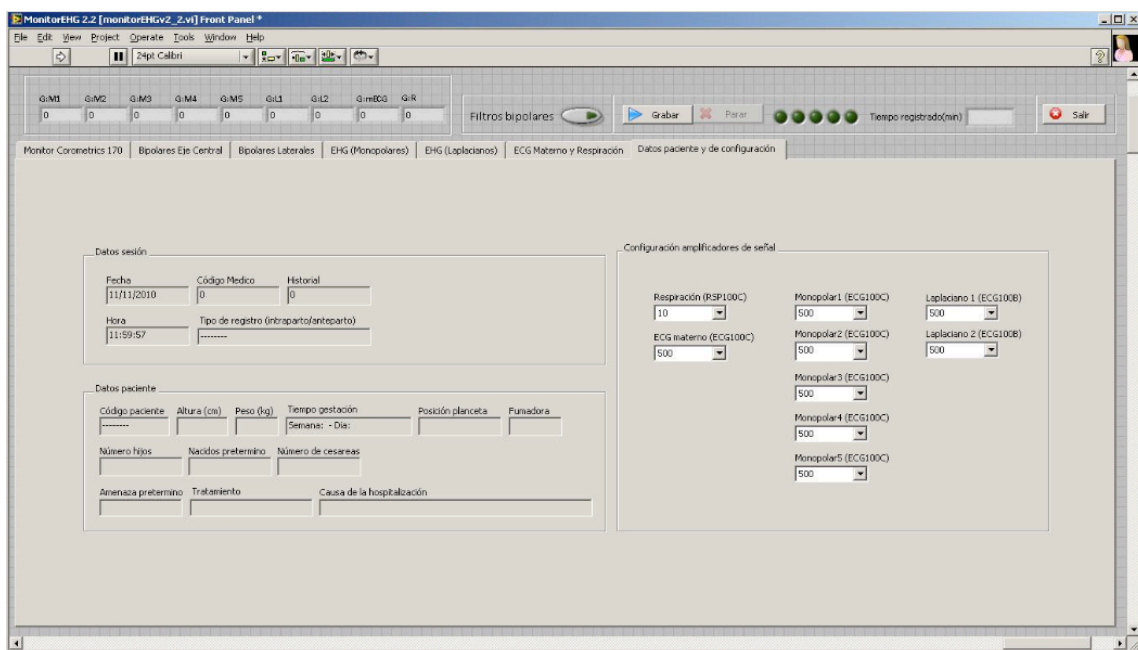 MonitorEHG 2.2 [monitorEHGv2_2.vi] Front Panel *
File Edit View Project Operate Tools Window Help
24pt Calibri
G:M1 G:M2 G:M3 G:M4 G:M5 G:L1 G:L2 G:mECG G:R
0 0 0 0 0 0 0 0 0
Filtros bipolares Grabar Parar Tiempo registrado(min) Salir
Monitor Corometrics 170 Bipolares Eje Central Bipolares Laterales EHG (Monopolares) EHG (Laplacianos) ECG Materno y Respiración Datos paciente y de configuración
Datos sesión
Fecha Código Medico Historial
11/11/2010 0 0
Hora Tipo de registro (intraparto/anteparto)
11:59:57 --------
Datos paciente
Código paciente Altura (cm) Peso (kg) Tiempo gestación Posición planceta Fumadora
-------- Semana: - Dia:
Número hijos Nacidos pretermino Número de cesareas
Amenaza pretermino Tratamiento Causa de la hospitalización
Configuración amplificadores de señal
Respiración (RSP100C) Monopolar1 (ECG100C) Laplaciano 1 (ECG100B)
10 500 500
ECG materno (ECG100C) Monopolar2 (ECG100C) Laplaciano 2 (ECG100B)
500 500 500
Monopolar3 (ECG100C)
500
Monopolar4 (ECG100C)
500
Monopolar5 (ECG100C)
500